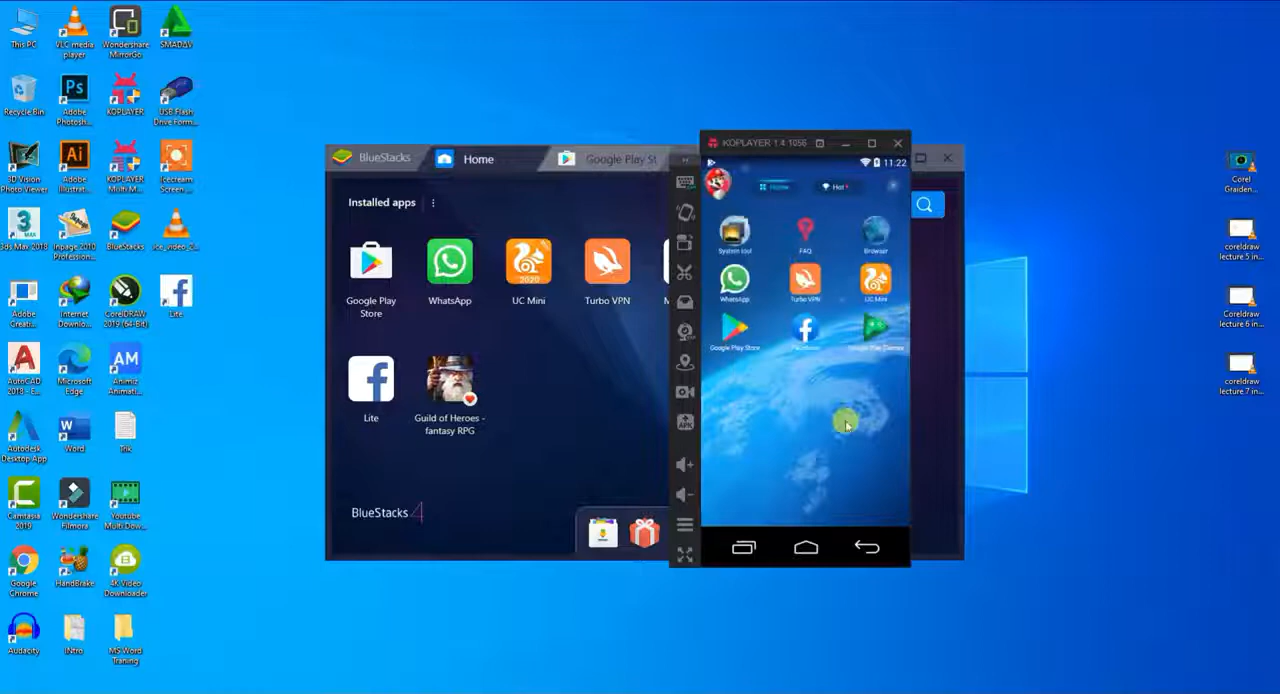 This PC
VLC media
player
Wondershare
MirrorGo
SMADAV
Recycle Bin
Adobe
Photosh...
KOPLAYER
USB Flash
Drive Form...
3D Vision
Photo Viewer
Adobe
Illustrat...
KOPLAYER
Multi M...
Icecream
Screen ...
3ds Max 2018
Inpage 2010
Profession...
BlueStacks
ice_video_2...
Adobe
Creati...
Internet
Downlo...
CorelDRAW
2019 (64-Bit)
Lite
AutoCAD
2018 - E...
Microsoft
Edge
Animiz
Animati...
Autodesk
Desktop App
Word
Camtasia
2019
Wondershare
Filmora
Youtube
Multi Dow...
Google
Chrome
HandBrake
4K Video
Downloader
Audacity
iNtro
MS Word
Traning
BlueStacks
Home
Google Play St
Installed apps
Google Play
Store
WhatsApp
UC Mini
2020
Turbo VPN
Lite
Guild of Heroes -
fantasy RPG
BlueStacks 4
KOPLAYER 1.4.1056
11:22
Home
Hot
System tool
FAQ
Browser
WhatsApp
Turbo VPN
UC Mini
Google Play Store
Facebook
Google Play Games
APK
Corel
Graiden...
coreldraw
lecture 5 in...
Coreldraw
lecture 6 in...
coreldraw
lecture 7 in...